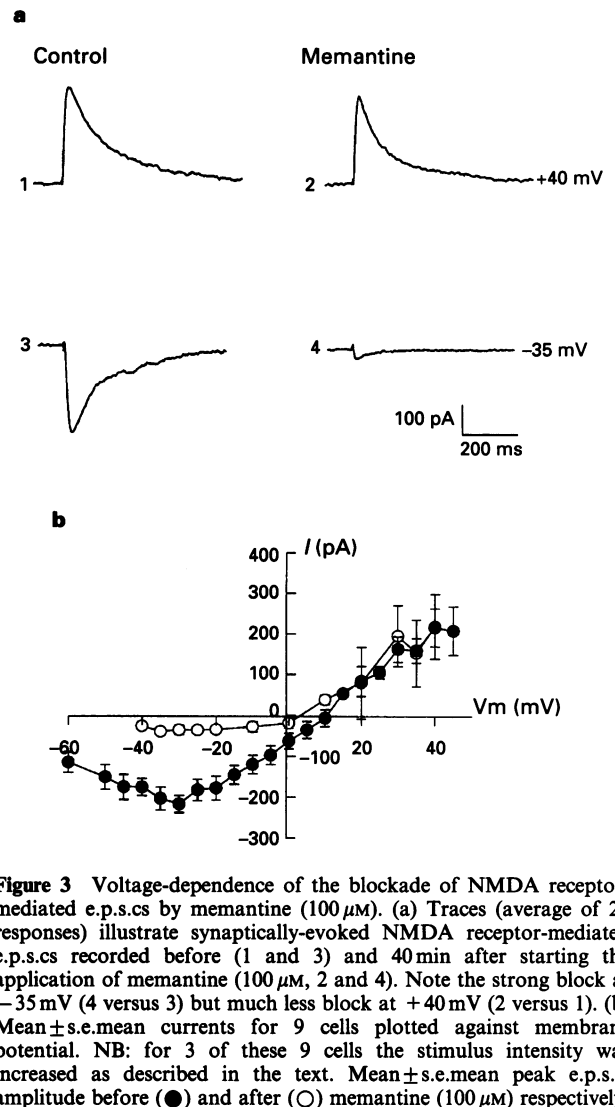 a
Control Memantine
1 2 +40 mV
3 4 −35 mV
100 pA
200 ms
b
400 I (pA)
300
200
100
0 Vm (mV)
−60 −40 −20 20 40
−100
−200
−300
Figure 3 Voltage-dependence of the blockade of NMDA recepto
mediated e.p.s.cs by memantine (100 μM). (a) Traces (average of 2
responses) illustrate synaptically-evoked NMDA receptor-mediate
e.p.s.cs recorded before (1 and 3) and 40 min after starting th
application of memantine (100 μM, 2 and 4). Note the strong block a
−35 mV (4 versus 3) but much less block at +40 mV (2 versus 1). (b
Mean ± s.e.mean currents for 9 cells plotted against membran
potential. NB: for 3 of these 9 cells the stimulus intensity wa
increased as described in the text. Mean ± s.e.mean peak e.p.s.
amplitude before (●) and after (○) memantine (100 μM) respectiv